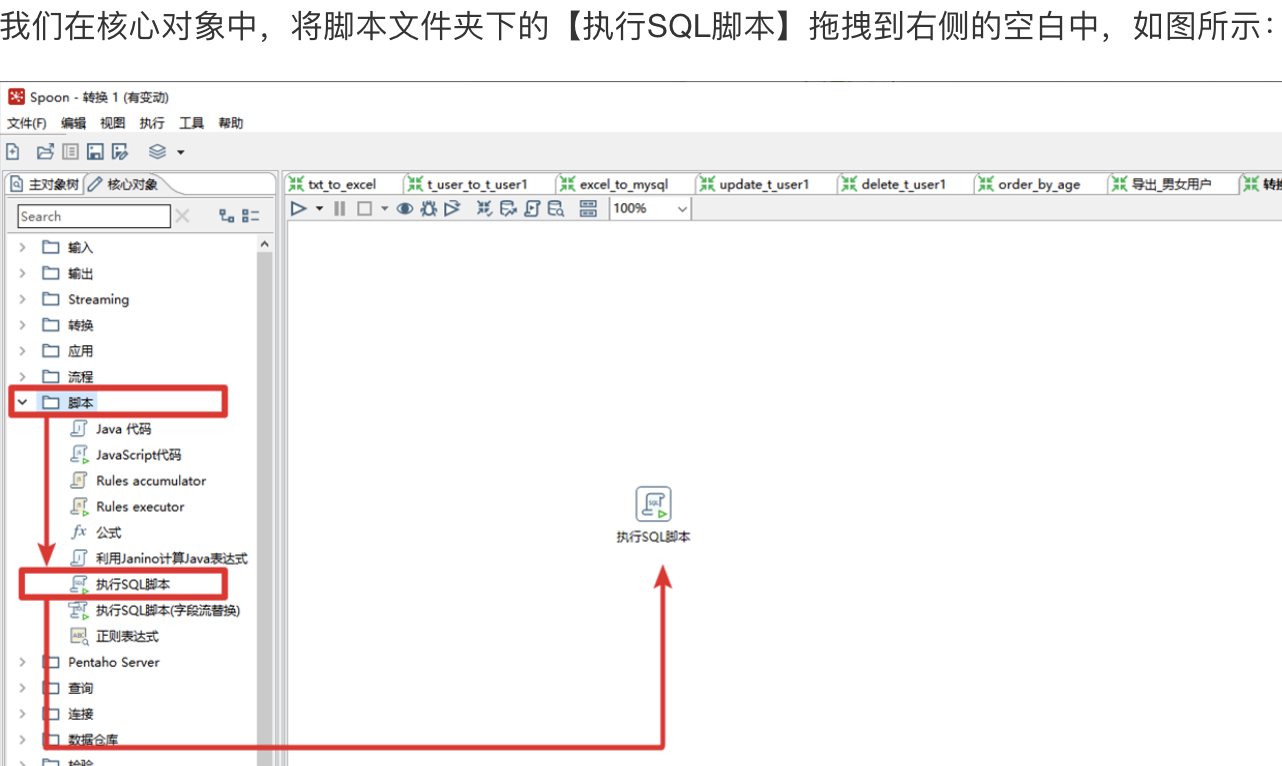 我们在核心对象中，将脚本文件夹下的【执行SQL脚本】拖拽到右侧的空白中，如图所示：
Spoon - 转换 1 (有变动)
文件(F) 编辑 视图 执行 工具 帮助
主对象树 核心对象
txt_to_excel t_user_to_t_user1 excel_to_mysql update_t_user1 delete_t_user1 order_by_age 导出_男女用户 转换
Search
100%
输入
输出
Streaming
转换
应用
流程
脚本
Java 代码
JavaScript代码
Rules accumulator
Rules executor
fx 公式
执行SQL脚本
利用Janino计算Java表达式
执行SQL脚本
执行SQL脚本(字段流替换)
正则表达式
Pentaho Server
查询
连接
数据仓库
检验